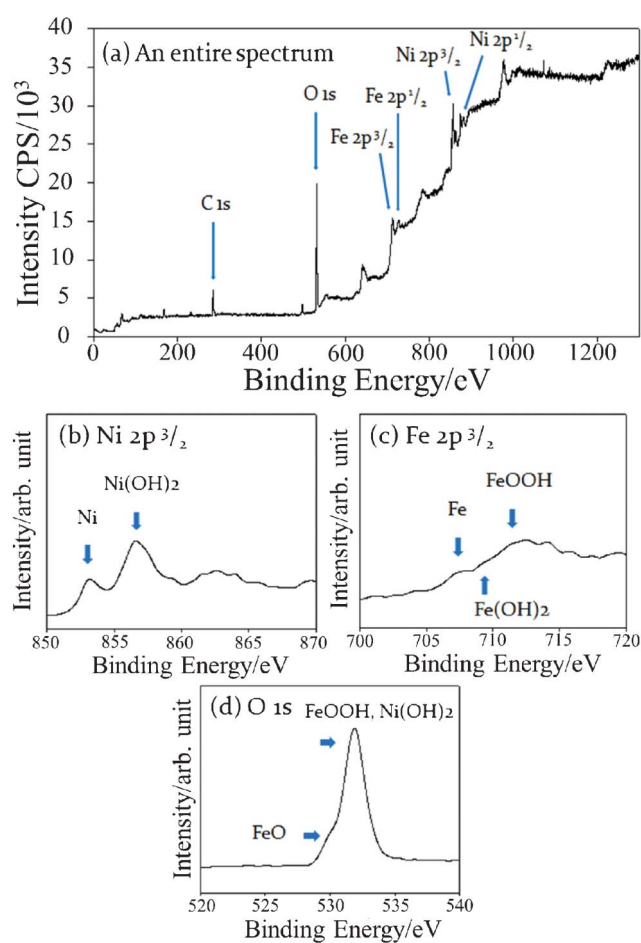 (a) An entire spectrum
Ni 2p³/₂
Ni 2p¹/₂
O 1s
Fe 2p¹/₂
Fe 2p³/₂
C 1s
Intensity CPS/10³
40
35
30
25
20
15
10
5
0
0 200 400 600 800 1000 1200
Binding Energy/eV
(b) Ni 2p ³/₂
Ni(OH)2
Ni
Intensity/arb. unit
850 855 860 865 870
Binding Energy/eV
(c) Fe 2p ³/₂
FeOOH
Fe
Fe(OH)2
Intensity/arb. unit
700 705 710 715 720
Binding Energy/eV
(d) O 1s
FeOOH, Ni(OH)2
FeO
Intensity/arb. unit
520 525 530 535 540
Binding Energy/eV